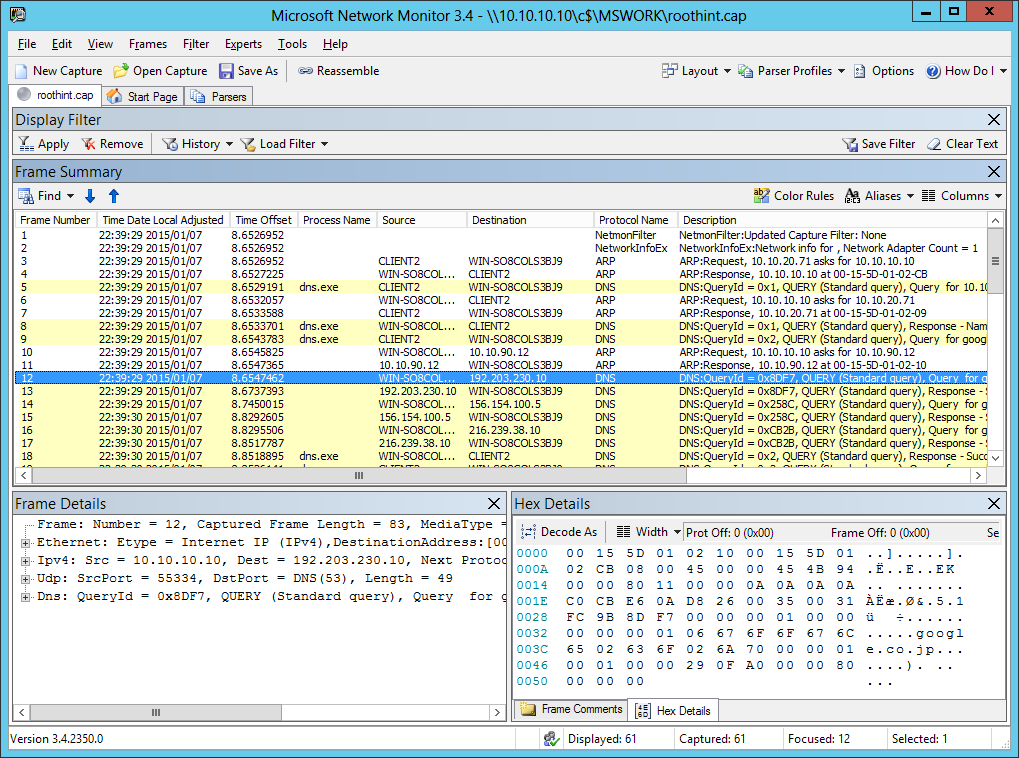 Microsoft Network Monitor 3.4 - \\10.10.10.10\c$\MSWORK\roothint.cap
File Edit View Frames Filter Experts Tools Help
New Capture Open Capture Save As Reassemble Layout Parser Profiles Options How Do I
roothint.cap Start Page Parsers
Display Filter
Apply Remove History Load Filter Save Filter Clear Text
Frame Summary
Find Color Rules Aliases Columns
Frame Number Time Date Local Adjusted Time Offset Process Name Source Destination Protocol Name Description
1 22:39:29 2015/01/07 8.6526952 NetmonFilter NetmonFilter:Updated Capture Filter: None
2 22:39:29 2015/01/07 8.6526952 NetworkInfoEx NetworkInfoEx:Network info for , Network Adapter Count = 1
3 22:39:29 2015/01/07 8.6526952 CLIENT2 WIN-SO8COLS3BJ9 ARP ARP:Request, 10.10.20.71 asks for 10.10.10.10
4 22:39:29 2015/01/07 8.6527225 WIN-SO8COL... CLIENT2 ARP ARP:Response, 10.10.10.10 at 00-15-5D-01-02-CB
5 22:39:29 2015/01/07 8.6529191 dns.exe CLIENT2 WIN-SO8COLS3BJ9 DNS DNS:QueryId = 0x1, QUERY (Standard query), Query for 10.10
6 22:39:29 2015/01/07 8.6532057 WIN-SO8COL... CLIENT2 ARP ARP:Request, 10.10.10.10 asks for 10.10.20.71
7 22:39:29 2015/01/07 8.6533588 CLIENT2 WIN-SO8COLS3BJ9 ARP ARP:Response, 10.10.20.71 at 00-15-5D-01-02-09
8 22:39:29 2015/01/07 8.6533701 dns.exe WIN-SO8COL... CLIENT2 DNS DNS:QueryId = 0x1, QUERY (Standard query), Response - Nam
9 22:39:29 2015/01/07 8.6543783 dns.exe CLIENT2 WIN-SO8COLS3BJ9 DNS DNS:QueryId = 0x2, QUERY (Standard query), Query for goog
10 22:39:29 2015/01/07 8.6545825 WIN-SO8COL... 10.10.90.12 ARP ARP:Request, 10.10.10.10 asks for 10.10.90.12
11 22:39:29 2015/01/07 8.6547365 10.10.90.12 WIN-SO8COLS3BJ9 ARP ARP:Response, 10.10.90.12 at 00-15-5D-01-02-10
12 22:39:29 2015/01/07 8.6547462 WIN-SO8COL... 192.203.230.10 DNS DNS:QueryId = 0x8DF7, QUERY (Standard query), Query for g
13 22:39:29 2015/01/07 8.6737393 192.203.230.10 WIN-SO8COLS3BJ9 DNS DNS:QueryId = 0x8DF7, QUERY (Standard query), Response - S
14 22:39:29 2015/01/07 8.7450015 WIN-SO8COL... 156.154.100.5 DNS DNS:QueryId = 0x258C, QUERY (Standard query), Query for g
15 22:39:30 2015/01/07 8.8292605 156.154.100.5 WIN-SO8COLS3BJ9 DNS DNS:QueryId = 0x258C, QUERY (Standard query), Response - S
16 22:39:30 2015/01/07 8.8295506 WIN-SO8COL... 216.239.38.10 DNS DNS:QueryId = 0xCB2B, QUERY (Standard query), Query for g
17 22:39:30 2015/01/07 8.8517787 216.239.38.10 WIN-SO8COLS3BJ9 DNS DNS:QueryId = 0xCB2B, QUERY (Standard query), Response - S
18 22:39:30 2015/01/07 8.8518895 dns.exe WIN-SO8COL... CLIENT2 DNS DNS:QueryId = 0x2, QUERY (Standard query), Response - Succ
Frame Details
Frame: Number = 12, Captured Frame Length = 83, MediaType =
Ethernet: Etype = Internet IP (IPv4),DestinationAddress:[00
Ipv4: Src = 10.10.10.10, Dest = 192.203.230.10, Next Protoc
Udp: SrcPort = 55334, DstPort = DNS(53), Length = 49
Dns: QueryId = 0x8DF7, QUERY (Standard query), Query for g
Hex Details
Decode As Width Prot Off: 0 (0x00) Frame Off: 0 (0x00) Se
0000 00 15 5D 01 02 10 00 15 5D 01 ..].....].
000A 02 CB 08 00 45 00 00 45 4B 94 .Ë..E..EK
0014 00 00 80 11 00 00 0A 0A 0A 0A .. .......
001E C0 CB E6 0A D8 26 00 35 00 31 ÀËæ.Ø&.5.1
0028 FC 9B 8D F7 00 00 00 01 00 00 ü ÷......
0032 00 00 00 01 06 67 6F 6F 67 6C .....googl
003C 65 02 63 6F 02 6A 70 00 00 01 e.co.jp...
0046 00 01 00 00 29 0F A0 00 00 80 ....). ..
0050 00 00 00 ...
Frame Comments Hex Details
Version 3.4.2350.0 Displayed: 61 Captured: 61 Focused: 12 Selected: 1